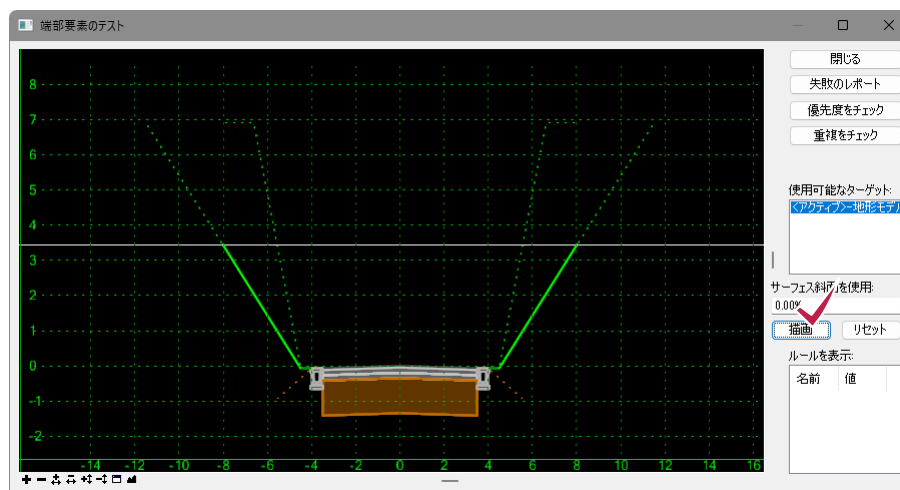 端部要素のテスト
閉じる
失敗のレポート
優先度をチェック
重複をチェック
使用可能なターゲット:
<アクティブ>-地形モデル
サーフェス斜面を使用:
0.00%
描画
リセット
ルールを表示:
名前 値
8
7
6
5
4
3
2
1
0
-1
-2
-14 -12 -10 -8 -6 -4 -2 0 2 4 6 8 10 12 14 16